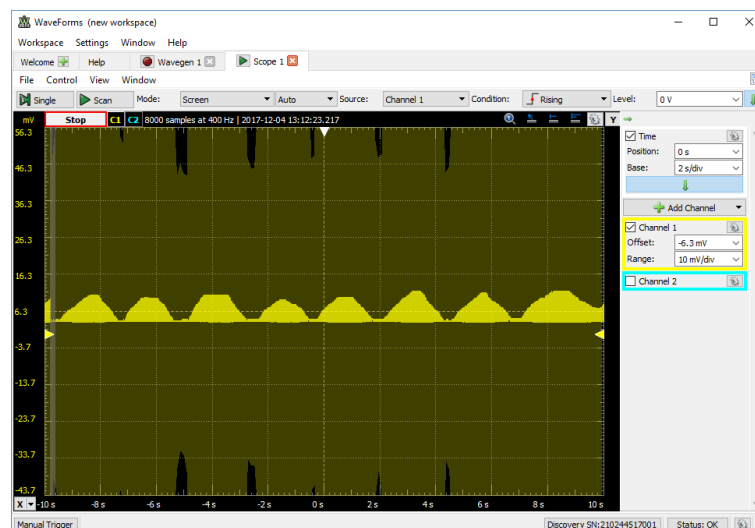 WaveForms (new workspace)
Workspace Settings Window Help
Welcome Help Wavegen 1 Scope 1
File Control View Window
Single Scan Mode: Screen Auto Source: Channel 1 Condition: Rising Level: 0 V
mV Stop C1 C2 8000 samples at 400 Hz | 2017-12-04 13:12:23.217 Y
56.3
46.3
36.3
26.3
16.3
6.3
-3.7
-13.7
-23.7
-33.7
-43.7
X -10 s -8 s -6 s -4 s -2 s 0 s 2 s 4 s 6 s 8 s 10 s
Time
Position: 0 s
Base: 2 s/div
Add Channel
Channel 1
Offset: -6.3 mV
Range: 10 mV/div
Channel 2
Manual Trigger Discovery SN:210244517001 Status: OK